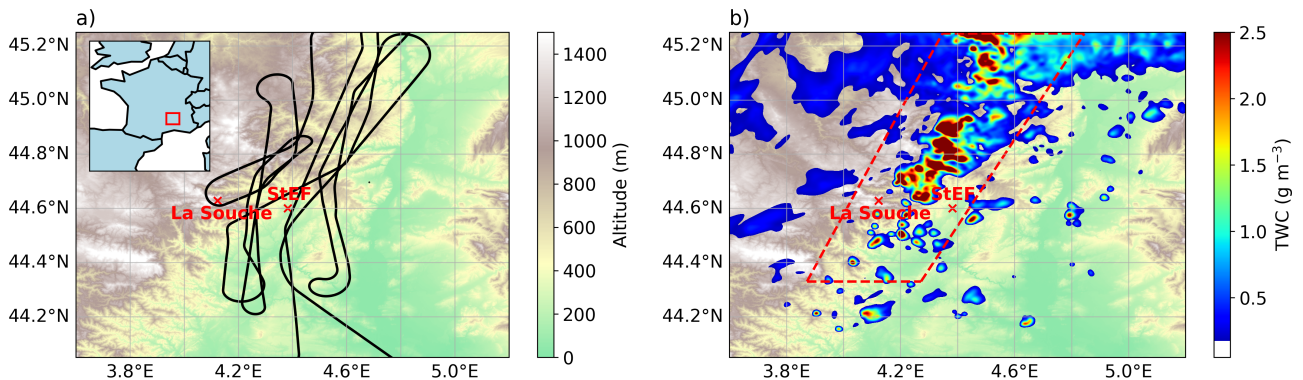 a)
45.2°N
45.0°N
44.8°N
44.6°N
44.4°N
44.2°N
3.8°E
4.2°E
4.6°E
5.0°E
StEF
La Souche
1400
1200
1000
800
600
400
200
0
Altitude (m)
b)
45.2°N
45.0°N
44.8°N
44.6°N
44.4°N
44.2°N
3.8°E
4.2°E
4.6°E
5.0°E
StEF
La Souche
2.5
2.0
1.5
1.0
0.5
TWC (g m⁻³)